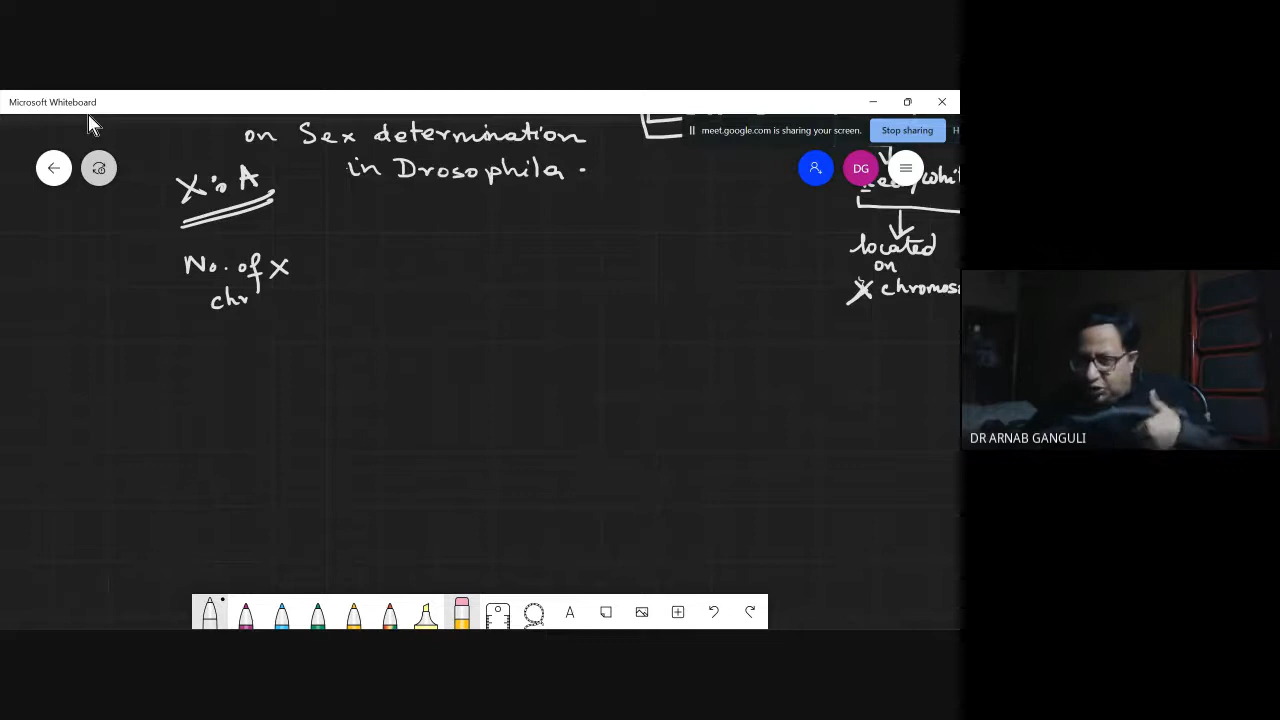 Microsoft Whiteboard
on Sex determination
in Drosophila.
X:A
No. of X
chr
meet.google.com is sharing your screen.
Stop sharing
H
DG
located
on
X chromos
DR ARNAB GANGULI
A